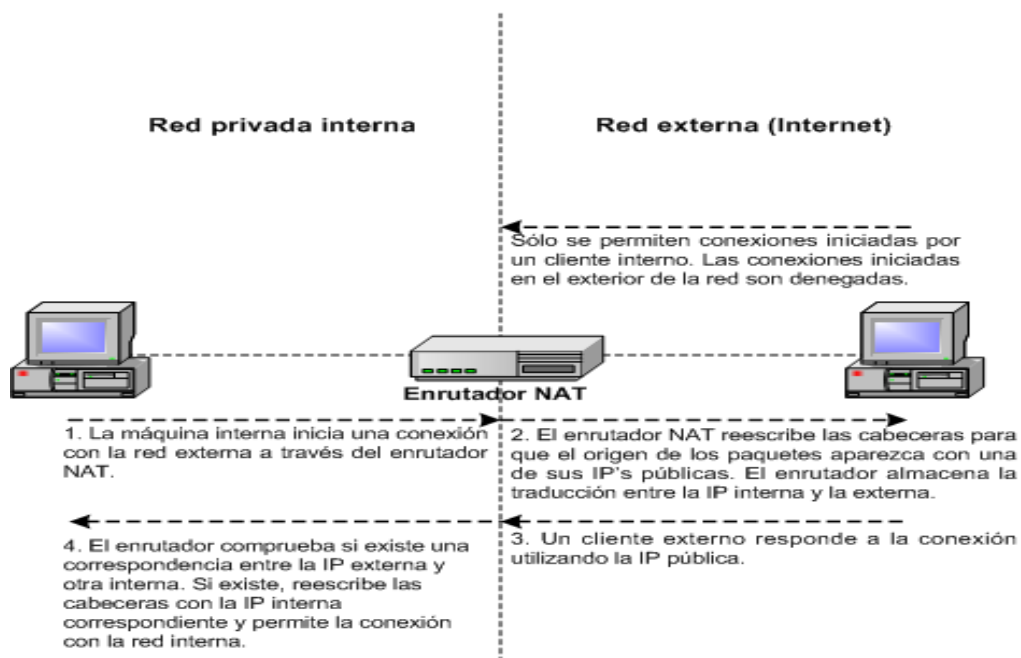 Red privada interna
Red externa (Internet)
Sólo se permiten conexiones iniciadas por
un cliente interno. Las conexiones iniciadas
en el exterior de la red son denegadas.
Enrutador NAT
1. La máquina interna inicia una conexión
con la red externa a través del enrutador
NAT.
2. El enrutador NAT reescribe las cabeceras para
que el origen de los paquetes aparezca con una
de sus IP's públicas. El enrutador almacena la
traducción entre la IP interna y la externa.
3. Un cliente externo responde a la conexión
utilizando la IP pública.
4. El enrutador comprueba si existe una
correspondencia entre la IP externa y
otra interna. Si existe, reescribe las
cabeceras con la IP interna
correspondiente y permite la conexión
con la red interna.